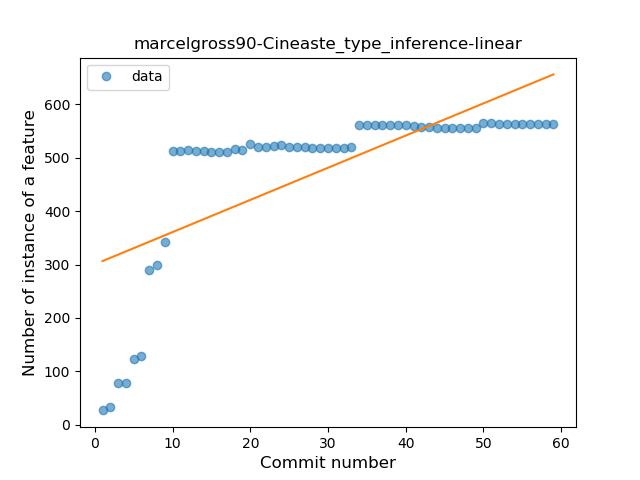 marcelgross90-Cineaste_type_inference-linear
data
Number of instance of a feature
600
500
400
300
200
100
0
0 10 20 30 40 50 60
Commit number